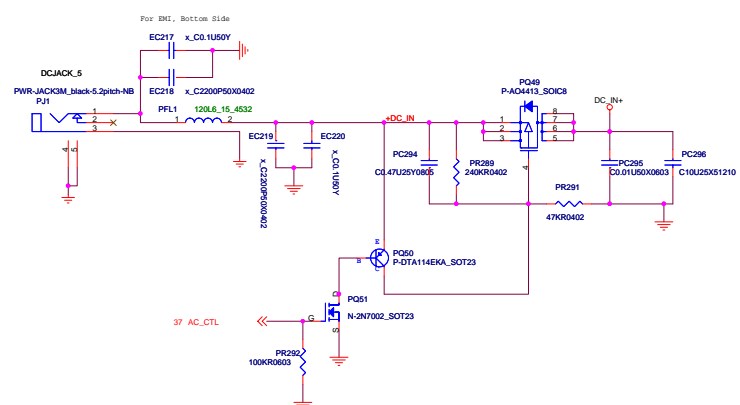 For EMI, Bottom Side
EC217 x_C0.1U50Y
EC218 x_C2200P50X0402
DCJACK_5
PWR-JACK3M_black-5.2pitch-NB
PJ1
1
2
3
4
5
PFL1 120L6_15_4532
1 2
EC219
x_C2200P50X0402
EC220
x_C0.1U50Y
+DC_IN
PC294
C0.47U25Y0805
PR289
240KR0402
PQ49
P-AO4413_SOIC8
1
2
3
4
8
7
6
5
DC_IN+
PC295
C0.01U50X0603
PC296
C10U25X51210
PR291
47KR0402
E
B
C
PQ50
P-DTA114EKA_SOT23
PQ51
N-2N7002_SOT23
D
G
S
37 AC_CTL
PR292
100KR0603